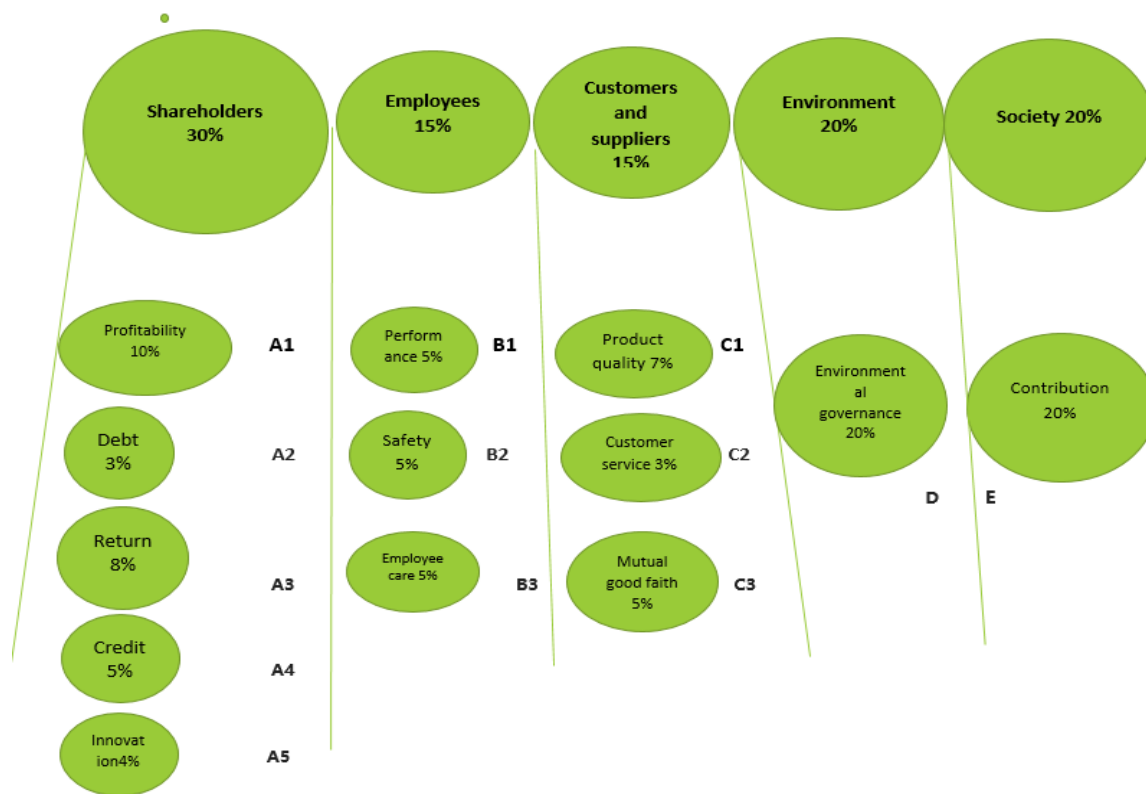 Shareholders
30%
Employees
15%
Customers
and
suppliers
15%
Environment
20%
Society 20%
Profitability
10%
A1
Debt
3%
A2
Return
8%
A3
Credit
5%
A4
Innovat
ion4%
A5
Perform
ance 5%
B1
Safety
5%
B2
Employee
care 5%
B3
Product
quality 7%
C1
Customer
service 3%
C2
Mutual
good faith
5%
C3
Environment
al
governance
20%
D
E
Contribution
20%